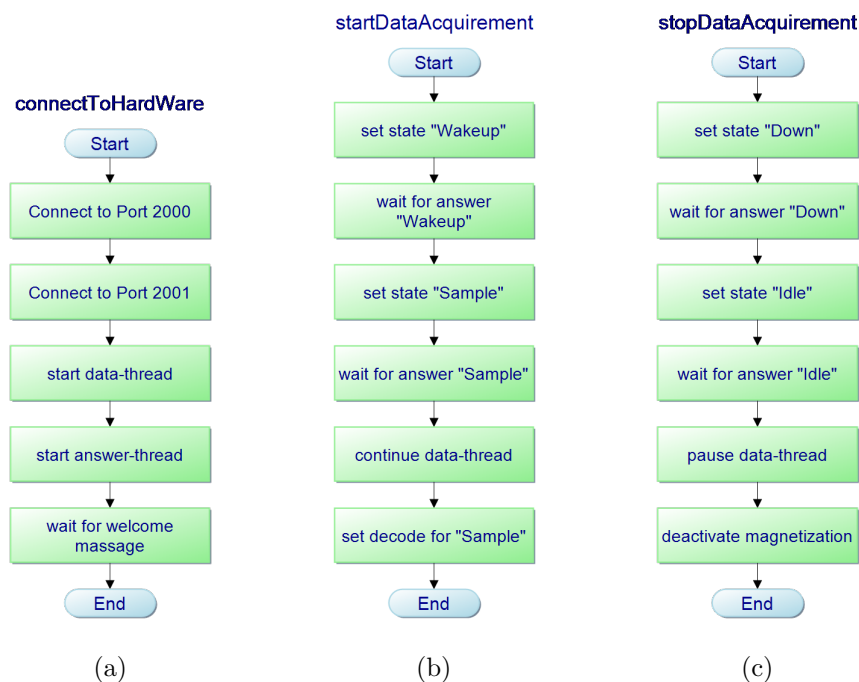 connectToHardWare
Start
Connect to Port 2000
Connect to Port 2001
start data-thread
start answer-thread
wait for welcome
massage
End
(a)
startDataAcquirement
Start
set state "Wakeup"
wait for answer
"Wakeup"
set state "Sample"
wait for answer "Sample"
continue data-thread
set decode for "Sample"
End
(b)
stopDataAcquirement
Start
set state "Down"
wait for answer "Down"
set state "Idle"
wait for answer "Idle"
pause data-thread
deactivate magnetization
End
(c)